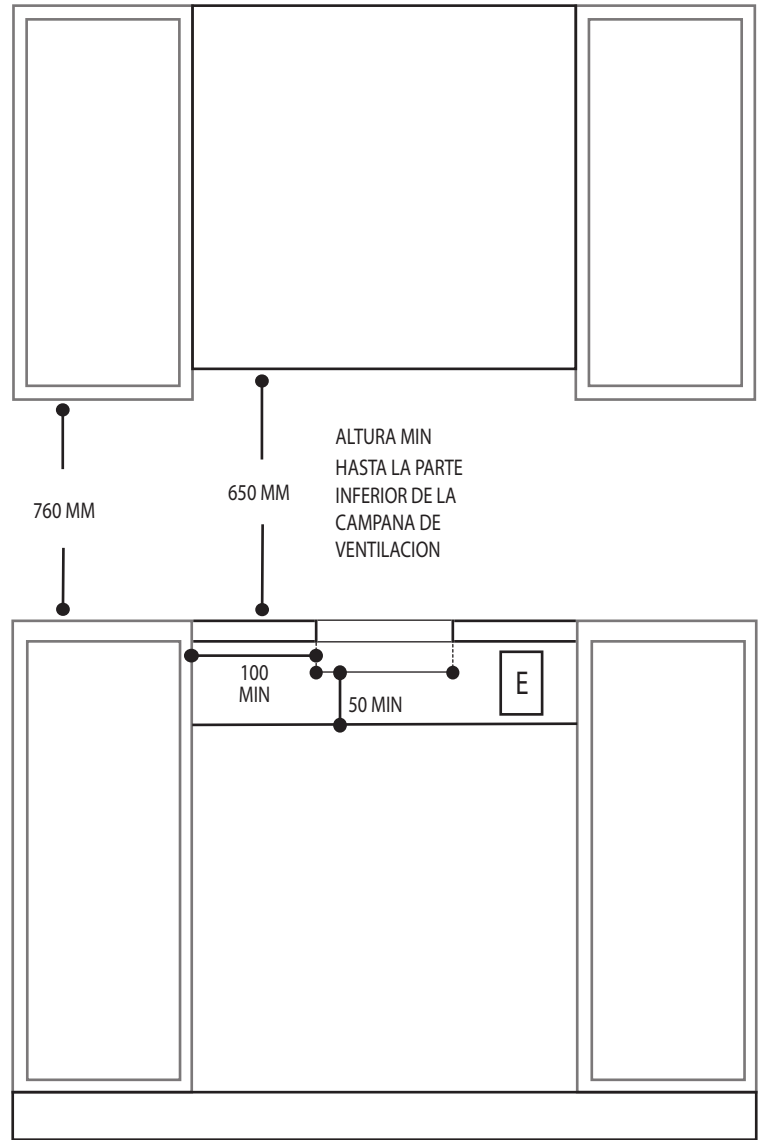 760 MM
650 MM
ALTURA MIN
HASTA LA PARTE
INFERIOR DE LA
CAMPANA DE
VENTILACION
100
MIN
50 MIN
E